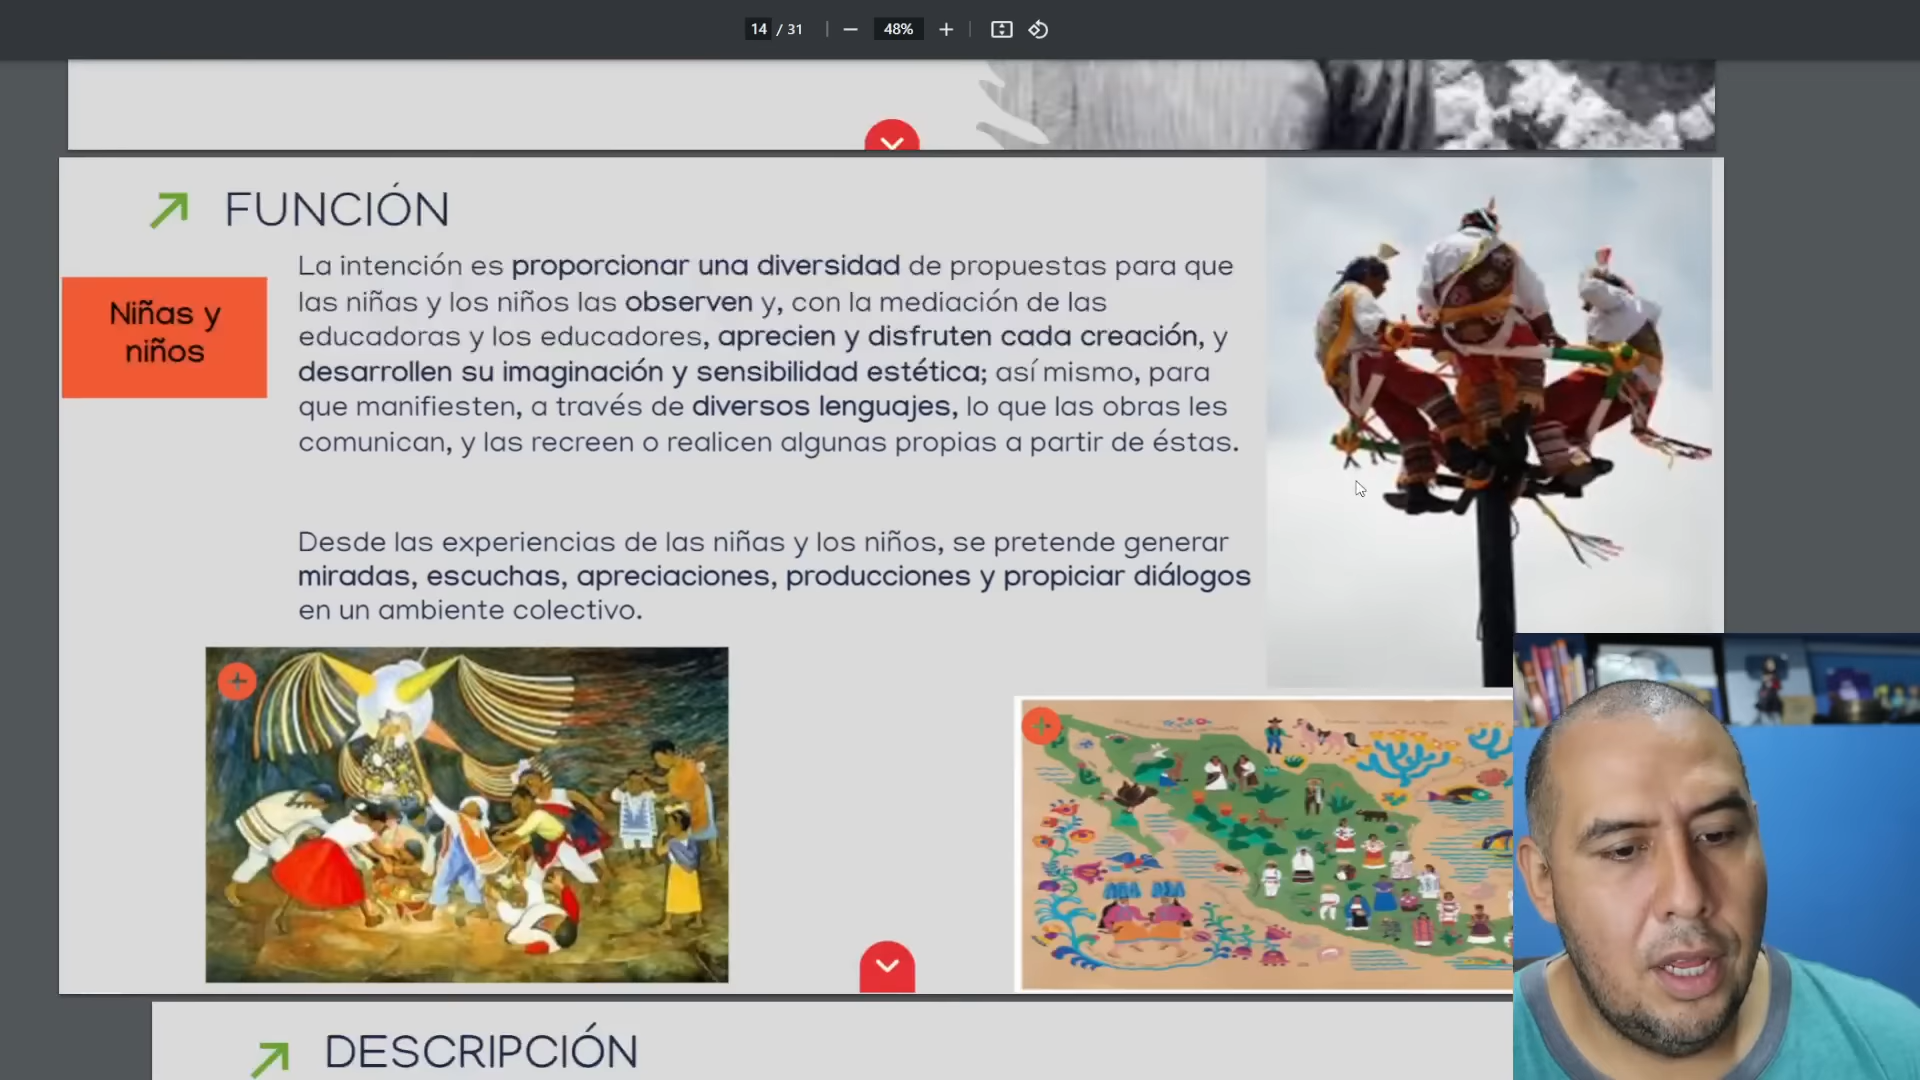 14 / 31
48%
FUNCIÓN
Niñas y
niños
La intención es proporcionar una diversidad de propuestas para que
las niñas y los niños las observen y, con la mediación de las
educadoras y los educadores, aprecien y disfruten cada creación, y
desarrollen su imaginación y sensibilidad estética; así mismo, para
que manifiesten, a través de diversos lenguajes, lo que las obras les
comunican, y las recreen o realicen algunas propias a partir de éstas.
Desde las experiencias de las niñas y los niños, se pretende generar
miradas, escuchas, apreciaciones, producciones y propiciar diálogos
en un ambiente colectivo.
DESCRIPCIÓN